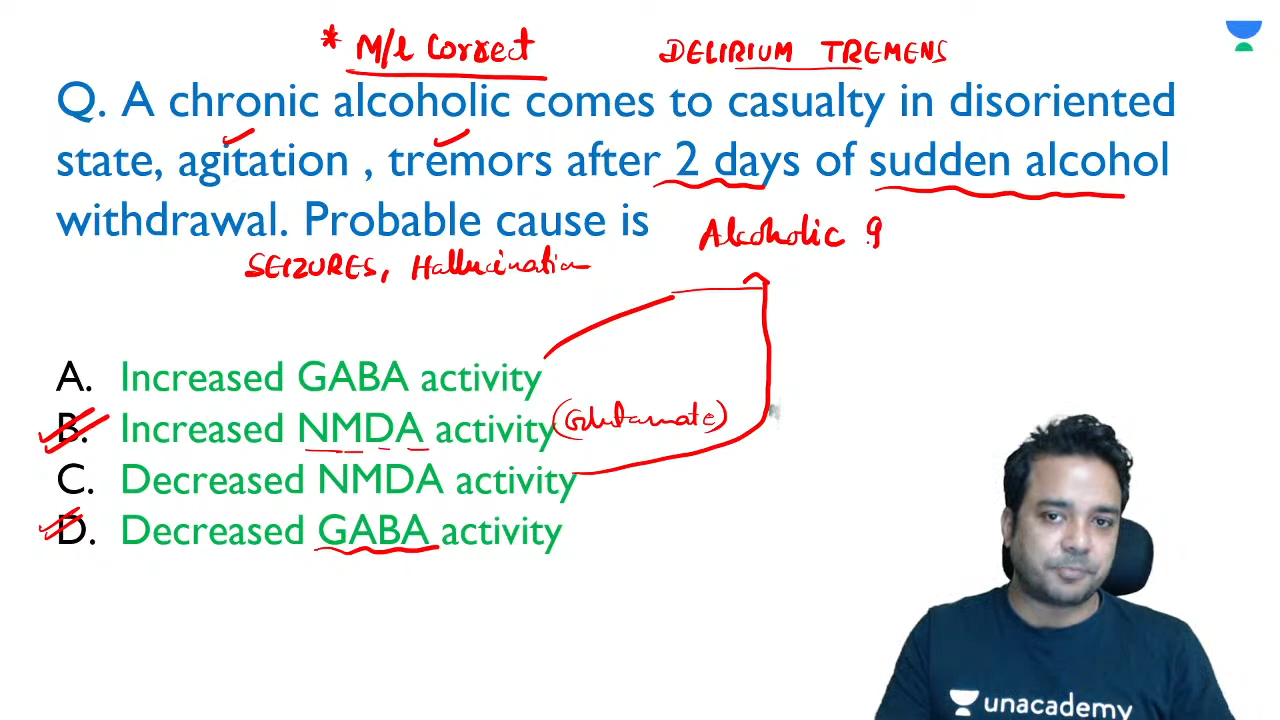 * M/L Correct DELIRIUM TREMENS
Q. A chronic alcoholic comes to casualty in disoriented
state, agitation , tremors after 2 days of sudden alcohol
withdrawal. Probable cause is
Alcoholic ?
SEIZURES, Hallucination
A. Increased GABA activity
B. Increased NMDA activity (Glutamate)
C. Decreased NMDA activity
D. Decreased GABA activity
unacademy